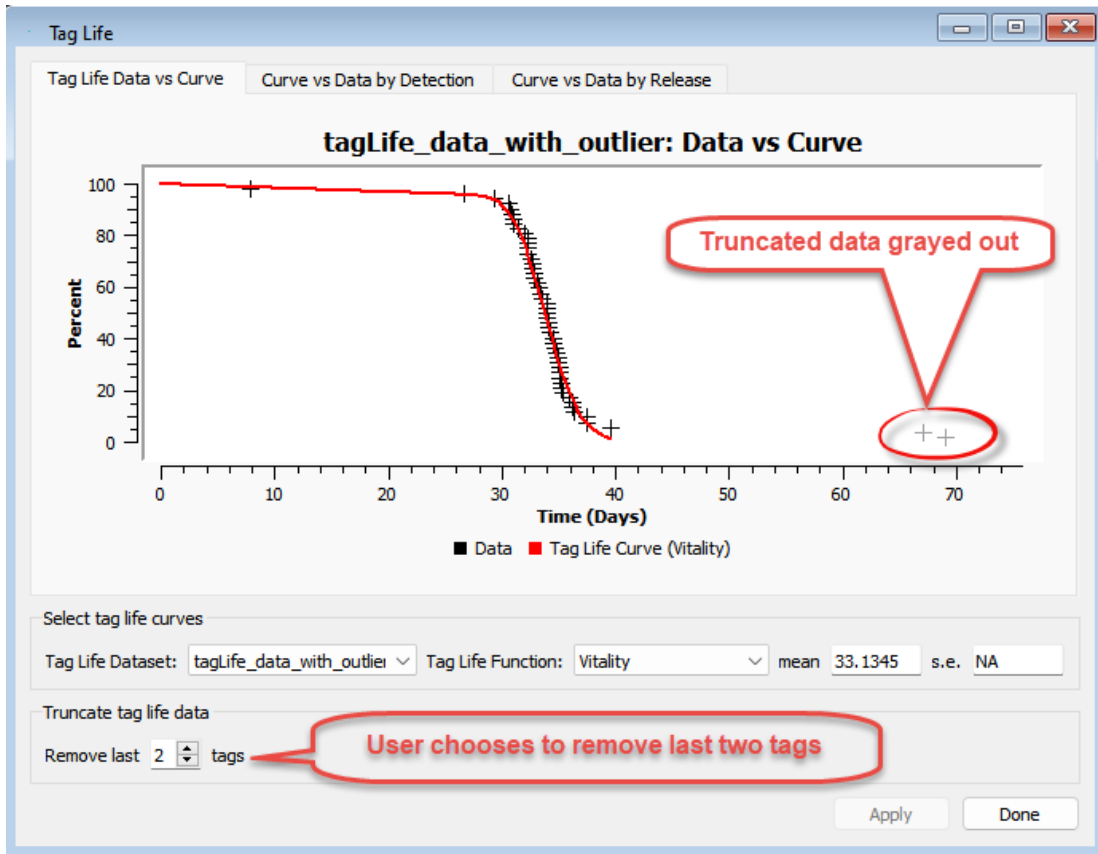 Tag Life
Tag Life Data vs Curve Curve vs Data by Detection Curve vs Data by Release
tagLife_data_with_outlier: Data vs Curve
Truncated data grayed out
Percent
100
80
60
40
20
0
0 10 20 30 40 50 60 70
Time (Days)
Data Tag Life Curve (Vitality)
Select tag life curves
Tag Life Dataset: tagLife_data_with_outlier Tag Life Function: Vitality mean 33.1345 s.e. NA
Truncate tag life data
Remove last 2 tags
User chooses to remove last two tags
Apply Done